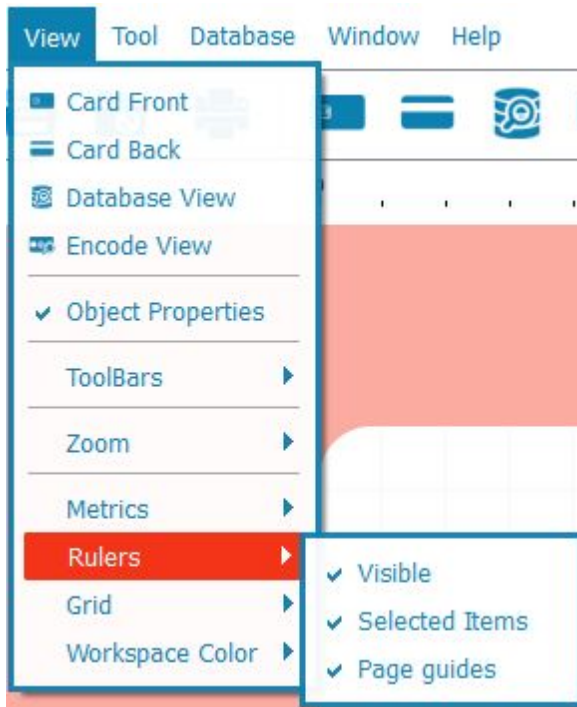 View Tool Database Window Help
Card Front
Card Back
Database View
Encode View
Object Properties
ToolBars
Zoom
Metrics
Rulers
Grid
Workspace Color
Visible
Selected Items
Page guides